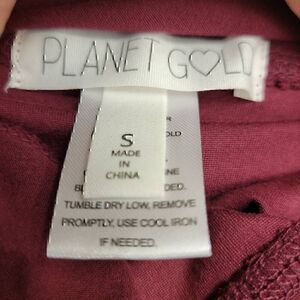 PLANET GOLD
S
MADE
IN
CHINA
TUMBLE DRY LOW, REMOVE
PROMPTLY, USE COOL IRON
IF NEEDED.